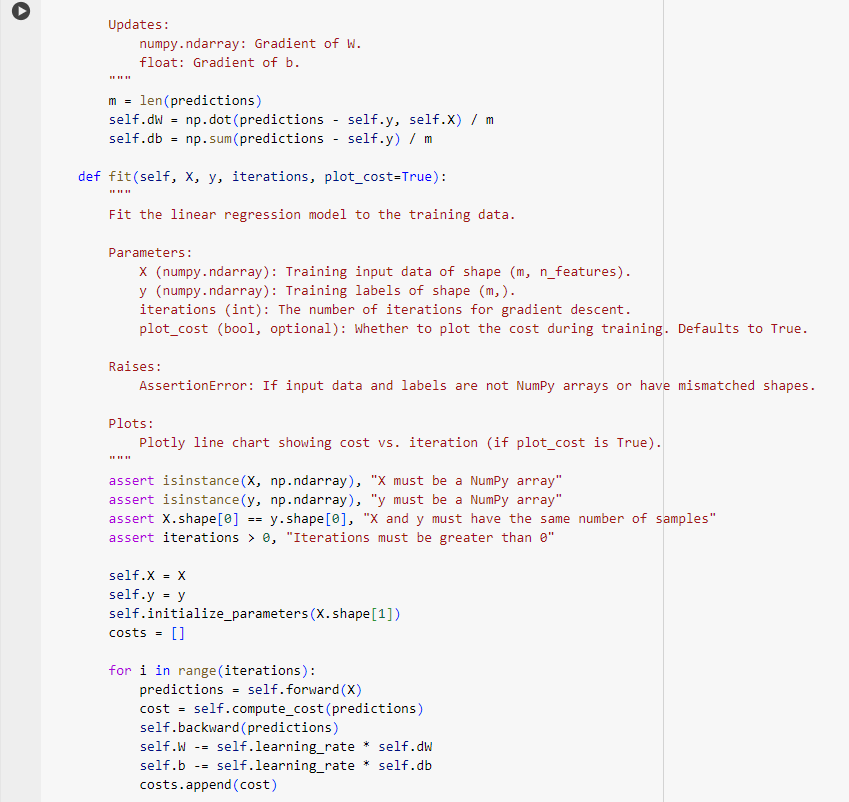 Updates:
numpy.ndarray: Gradient of W.
float: Gradient of b.
"""
m = len(predictions)
self.dW = np.dot(predictions - self.y, self.X) / m
self.db = np.sum(predictions - self.y) / m
def fit(self, X, y, iterations, plot_cost=True):
"""
Fit the linear regression model to the training data.
Parameters:
X (numpy.ndarray): Training input data of shape (m, n_features).
y (numpy.ndarray): Training labels of shape (m,).
iterations (int): The number of iterations for gradient descent.
plot_cost (bool, optional): Whether to plot the cost during training. Defaults to True.
Raises:
AssertionError: If input data and labels are not NumPy arrays or have mismatched shapes.
Plots:
Plotly line chart showing cost vs. iteration (if plot_cost is True).
"""
assert isinstance(X, np.ndarray), "X must be a NumPy array"
assert isinstance(y, np.ndarray), "y must be a NumPy array"
assert X.shape[0] == y.shape[0], "X and y must have the same number of samples"
assert iterations > 0, "Iterations must be greater than 0"
self.X = X
self.y = y
self.initialize_parameters(X.shape[1])
costs = []
for i in range(iterations):
predictions = self.forward(X)
cost = self.compute_cost(predictions)
self.backward(predictions)
self.W -= self.learning_rate * self.dW
self.b -= self.learning_rate * self.db
costs.append(cost)